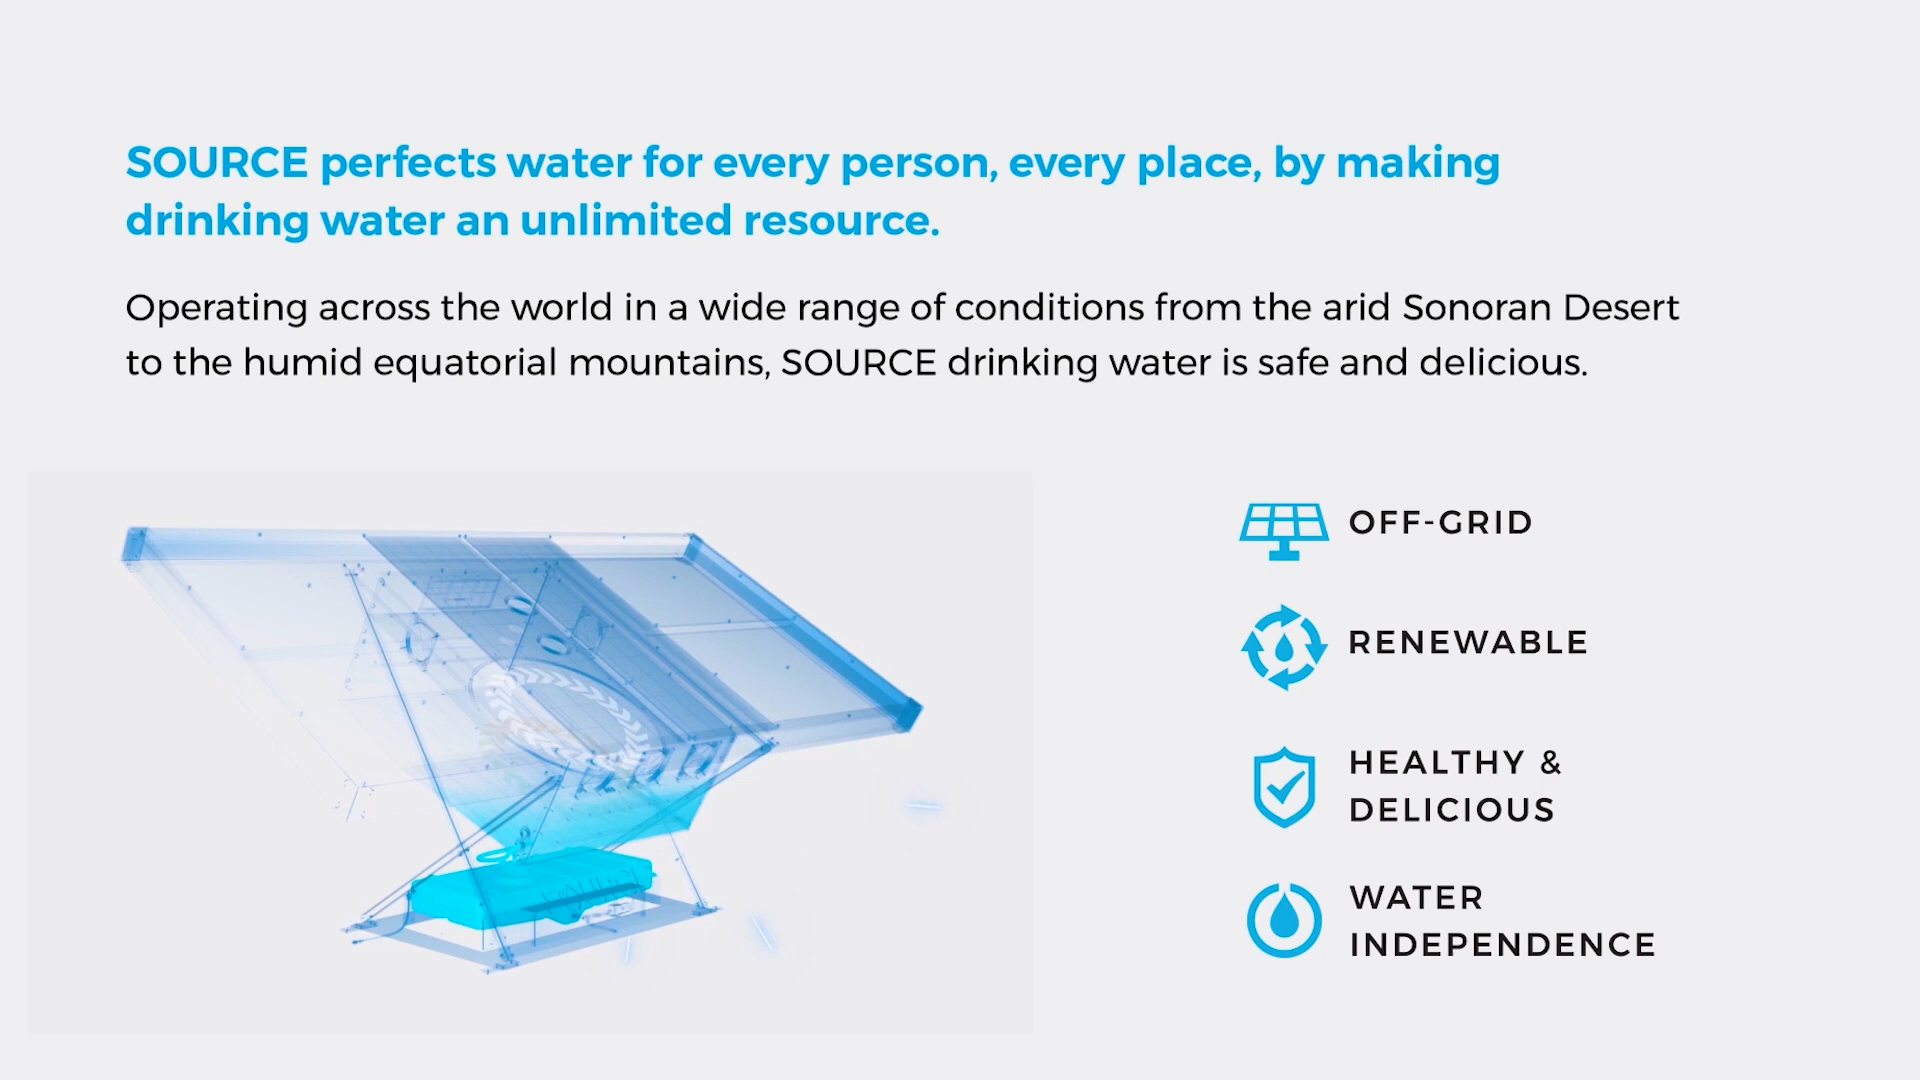 SOURCE perfects water for every person, every place, by making
drinking water an unlimited resource.
Operating across the world in a wide range of conditions from the arid Sonoran Desert
to the humid equatorial mountains, SOURCE drinking water is safe and delicious.
OFF-GRID
RENEWABLE
HEALTHY &
DELICIOUS
WATER
INDEPENDENCE